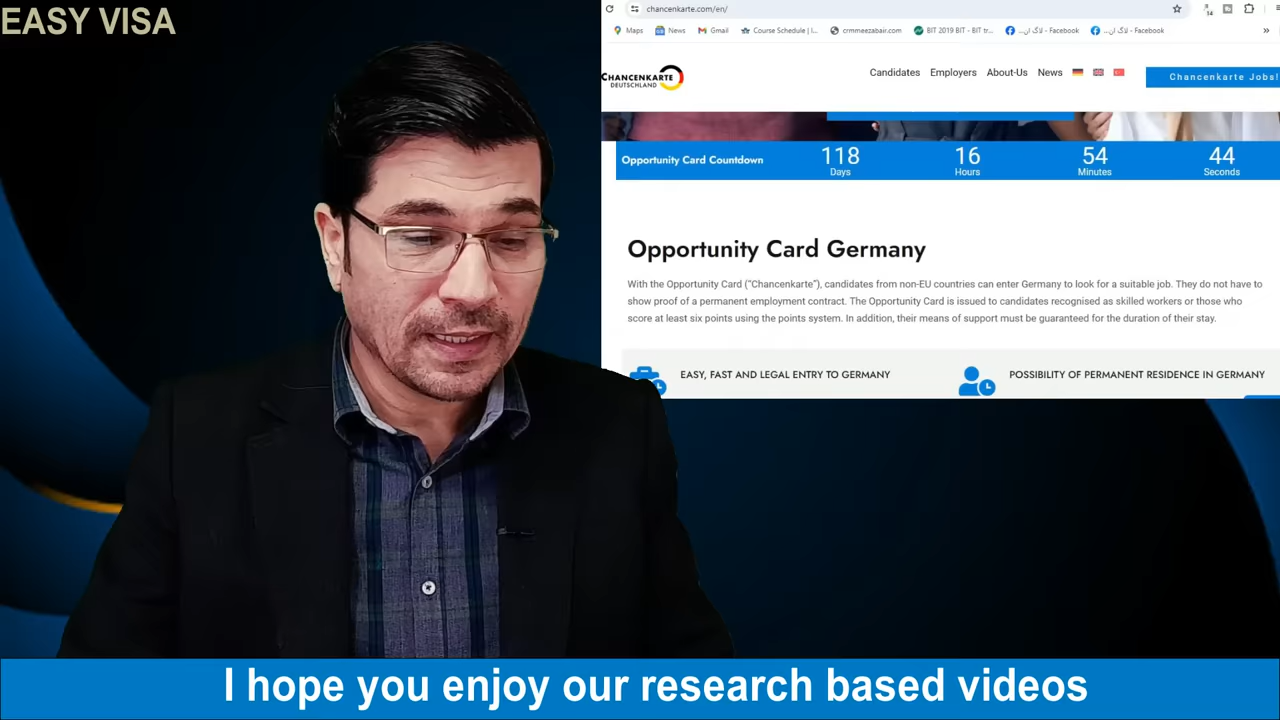 EASY VISA
chancenkarte.com/en/
Maps News Gmail Course Schedule | I... crmmeezabair.com BIT 2019 BIT - BIT tr... لاگ ان... - Facebook لاگ ان... - Facebook
CHANCENKARTE
DEUTSCHLAND
Candidates Employers About-Us News Chancenkarte Jobs!
Opportunity Card Countdown
118 16 54 44
Days Hours Minutes Seconds
Opportunity Card Germany
With the Opportunity Card (“Chancenkarte”), candidates from non-EU countries can enter Germany to look for a suitable job. They do not have to
show proof of a permanent employment contract. The Opportunity Card is issued to candidates recognised as skilled workers or those who
score at least six points using the points system. In addition, their means of support must be guaranteed for the duration of their stay.
EASY, FAST AND LEGAL ENTRY TO GERMANY POSSIBILITY OF PERMANENT RESIDENCE IN GERMANY
I hope you enjoy our research based videos